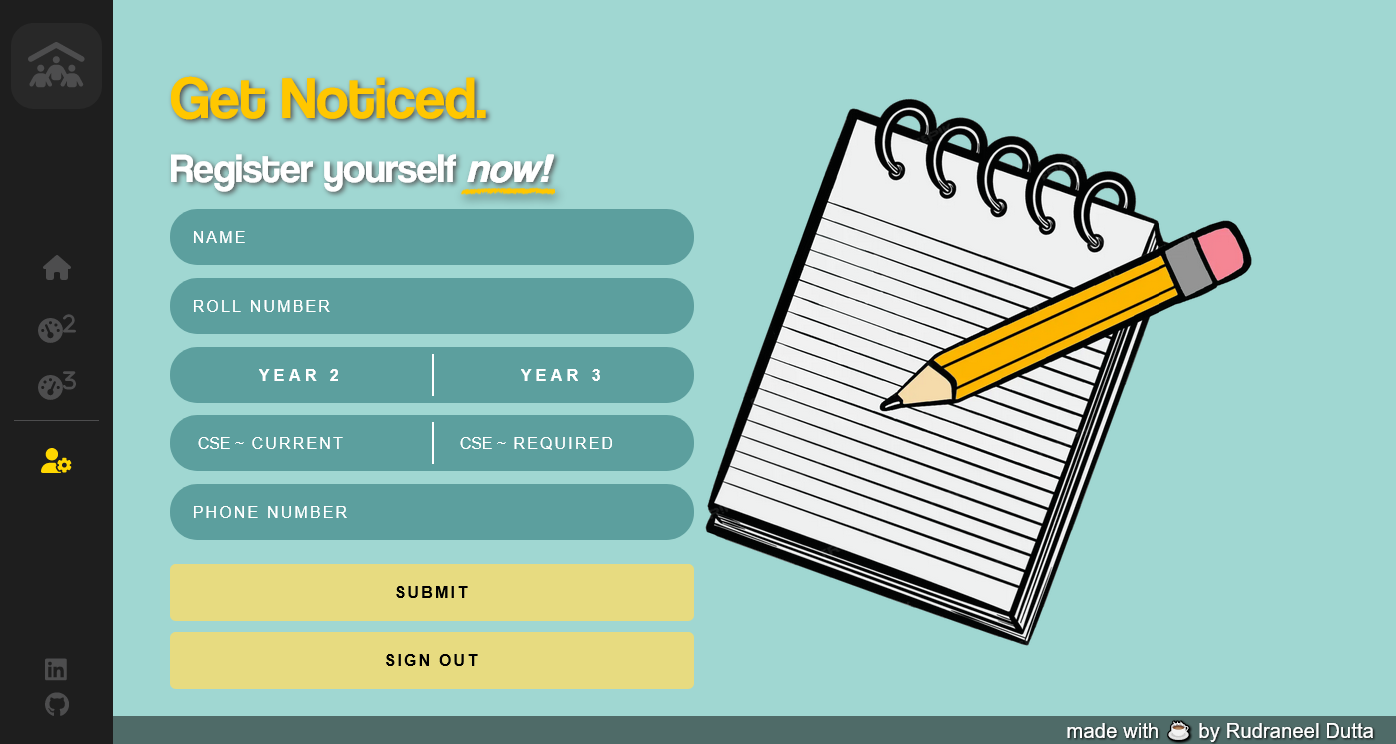 Get Noticed.
Register yourself now!
NAME
ROLL NUMBER
YEAR 2
YEAR 3
CSE ~ CURRENT
CSE ~ REQUIRED
PHONE NUMBER
SUBMIT
SIGN OUT
2
3
in
made with ☕ by Rudraneel Dutta